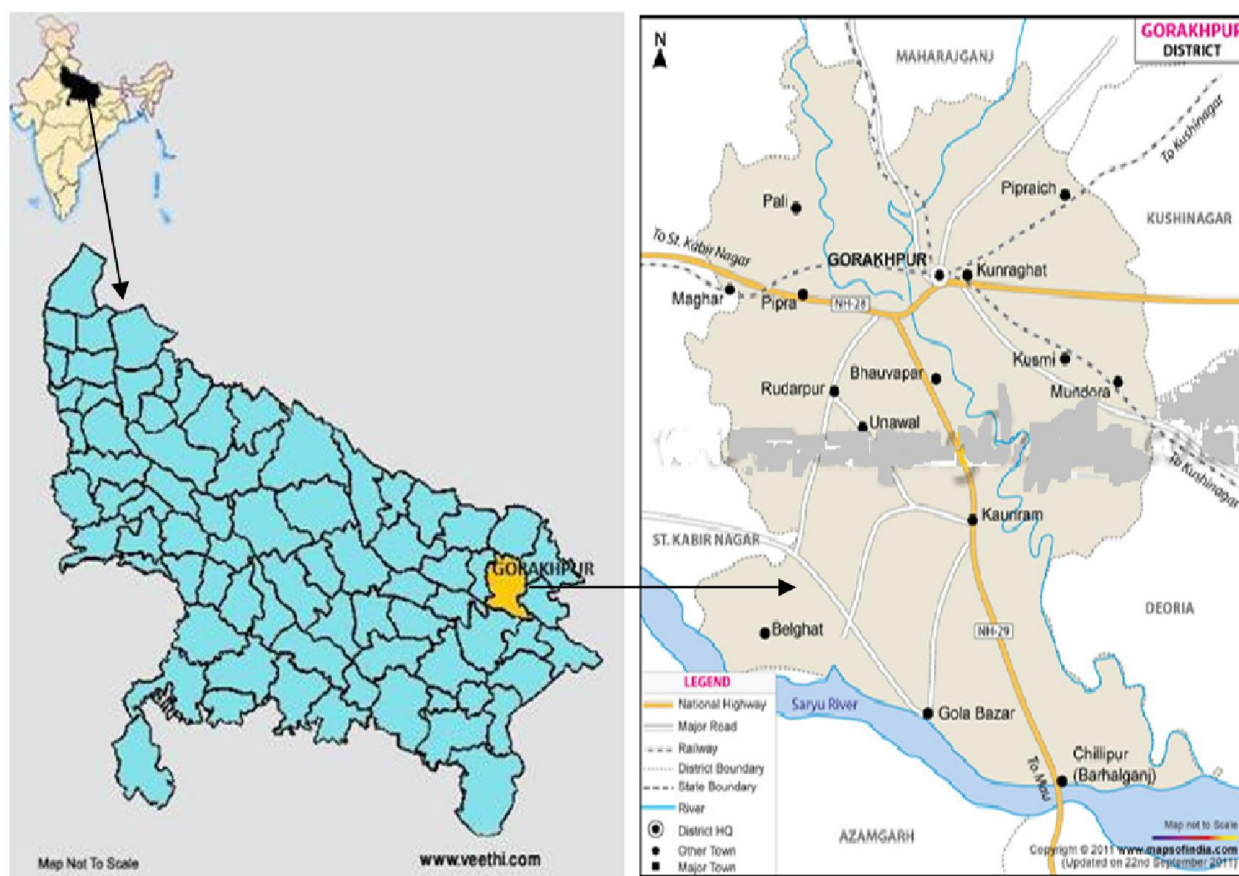 GORAKHPUR
Map Not To Scale
www.veethi.com
N
GORAKHPUR
DISTRICT
MAHARAJGANJ
To Kushinagar
Pali
Pipraich
KUSHINAGAR
To St. Kabir Nagar
GORAKHPUR
Kunraghat
Maghar
Pipra
NH-28
Kusmi
Bhauvapar
Rudarpur
Mundora
Unawal
To Kushinagar
Kauriram
ST. KABIR NAGAR
DEORIA
Belghat
NH-29
LEGEND
National Highway
Major Road
Railway
District Boundary
State Boundary
River
District HQ
Other Town
Major Town
Saryu River
Gola Bazar
Chillipur
(Barhalganj)
To Mau
AZAMGARH
Map not to Scale
Copyright © 2011 www.mapsofindia.com
(Updated on 22nd September 2011)